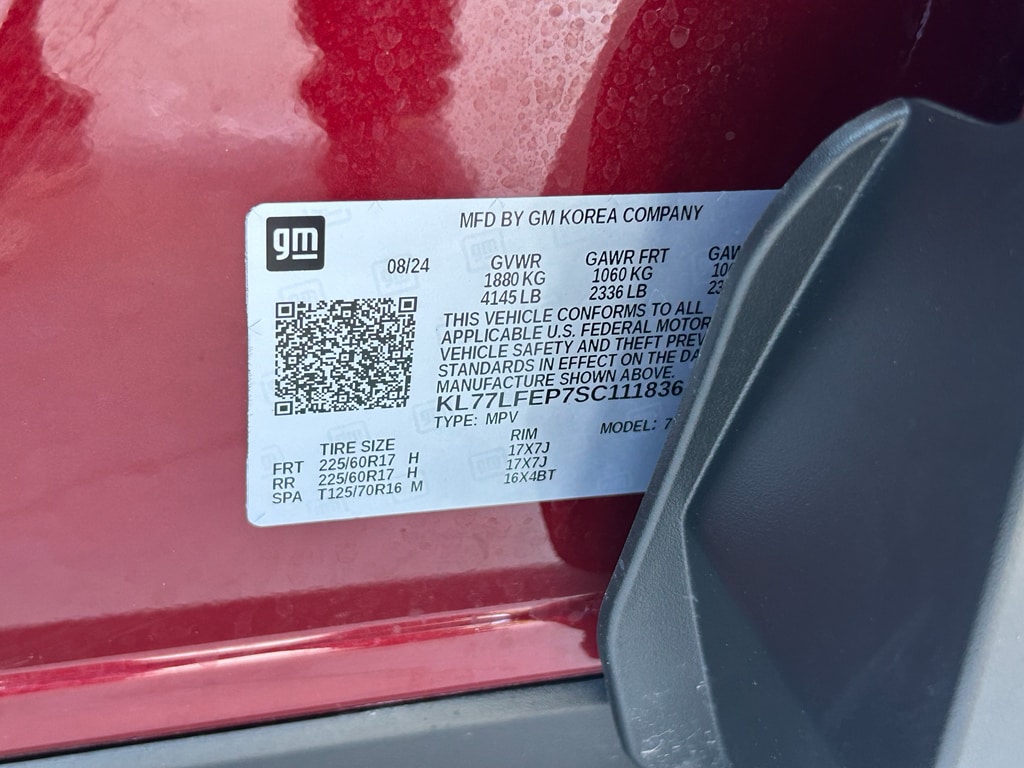 gm
MFD BY GM KOREA COMPANY
08/24 GVWR GAWR FRT
1880 KG 1060 KG
4145 LB 2336 LB
THIS VEHICLE CONFORMS TO ALL
APPLICABLE U.S. FEDERAL MOTOR
VEHICLE SAFETY AND THEFT
STANDARDS IN EFFECT ON THE
MANUFACTURE SHOWN ABOVE.
KL77LFEP7SC111836
TYPE: MPV MODEL:
TIRE SIZE RIM
FRT 225/60R17 H 17X7J
RR 225/60R17 H 17X7J
SPA T125/70R16 M 16X4BT